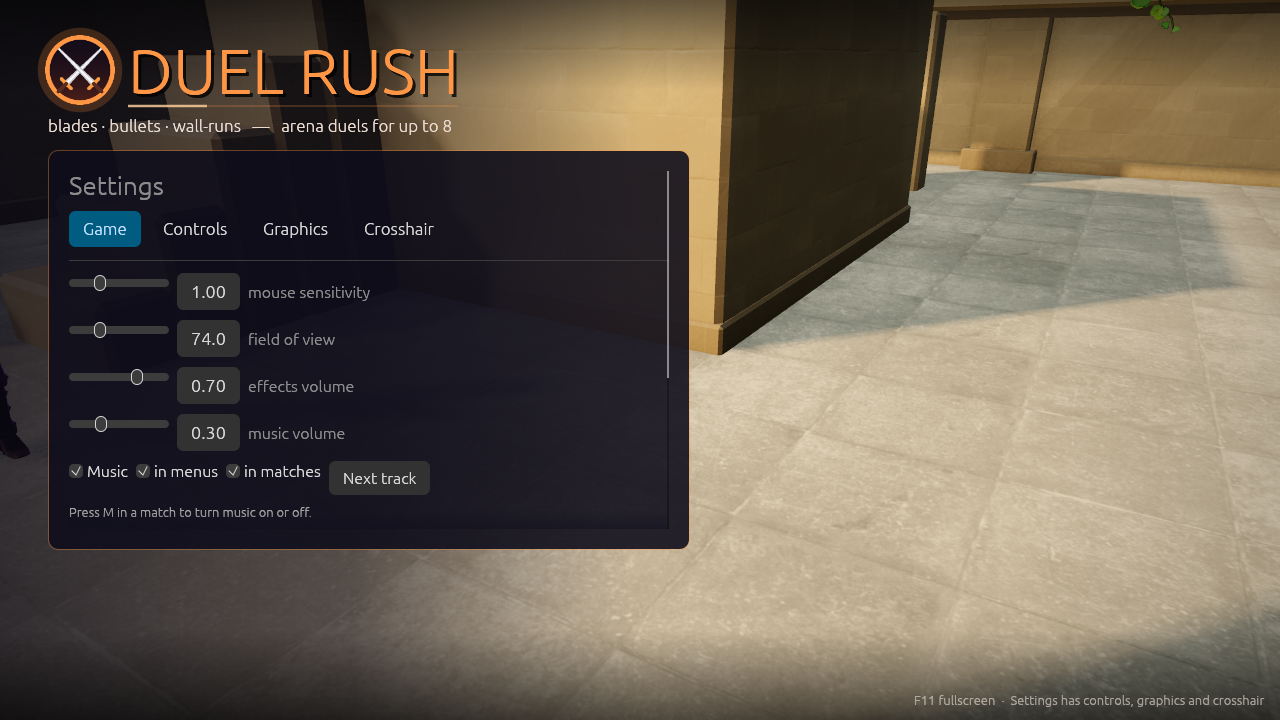 DUEL RUSH
blades · bullets · wall-runs — arena duels for up to 8
Settings
Game Controls Graphics Crosshair
1.00 mouse sensitivity
74.0 field of view
0.70 effects volume
0.30 music volume
Music in menus in matches Next track
Press M in a match to turn music on or off.
F11 fullscreen · Settings has controls, graphics and crosshair